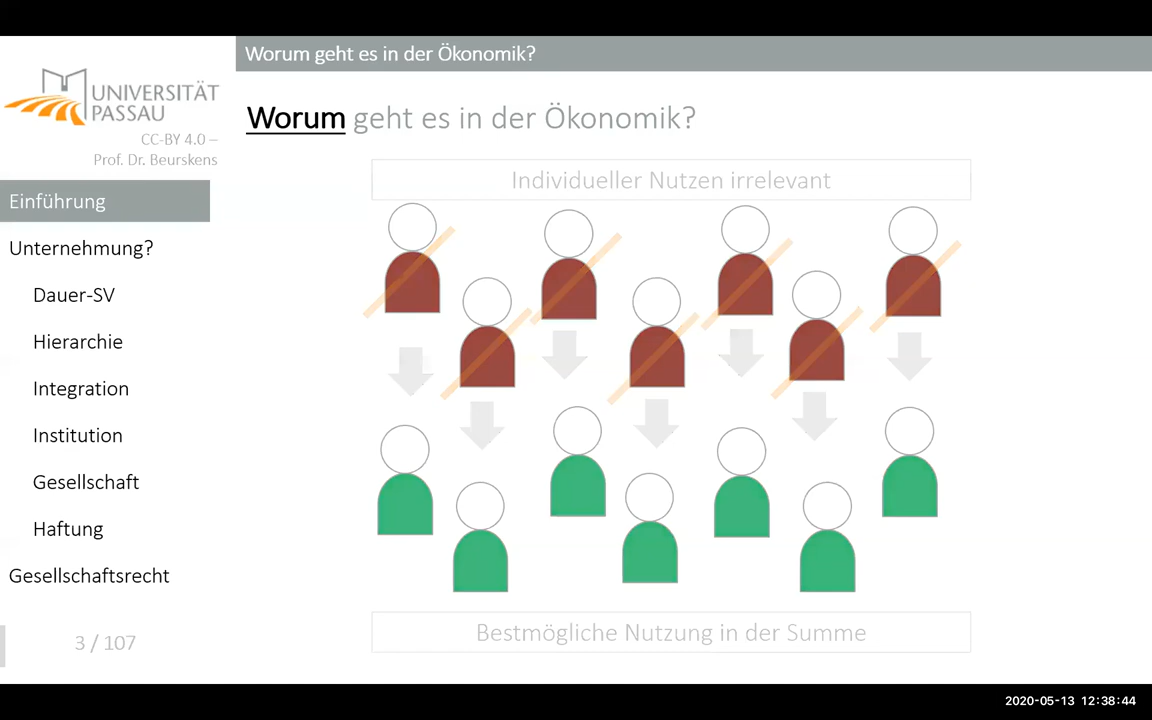 Worum geht es in der Ökonomik?
UNIVERSITÄT
PASSAU
CC-BY 4.0 –
Prof. Dr. Beurskens
Einführung
Unternehmung?
Dauer-SV
Hierarchie
Integration
Institution
Gesellschaft
Haftung
Gesellschaftsrecht
3 / 107
Worum geht es in der Ökonomik?
Individueller Nutzen irrelevant
Bestmögliche Nutzung in der Summe
2020-05-13 12:38:44